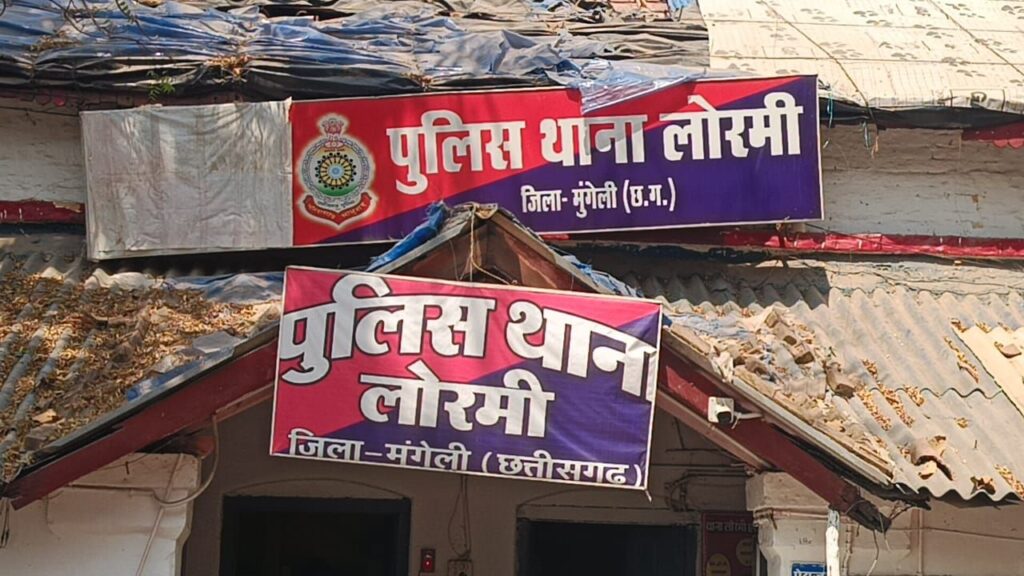 पुलिस थाना लोरमी
जिला- मुंगेली (छ.ग.)
पुलिस थाना
लोरमी
जिला-मुंगेली (छत्तीसगढ़)